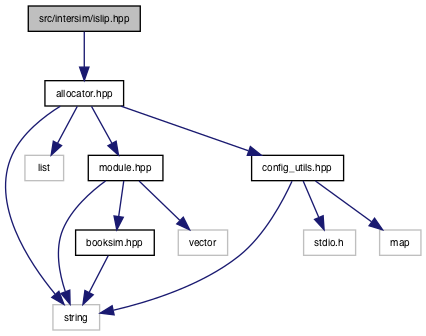 src/intersim/islip.hpp
allocator.hpp
list
module.hpp
config_utils.hpp
booksim.hpp
vector
stdio.h
map
string